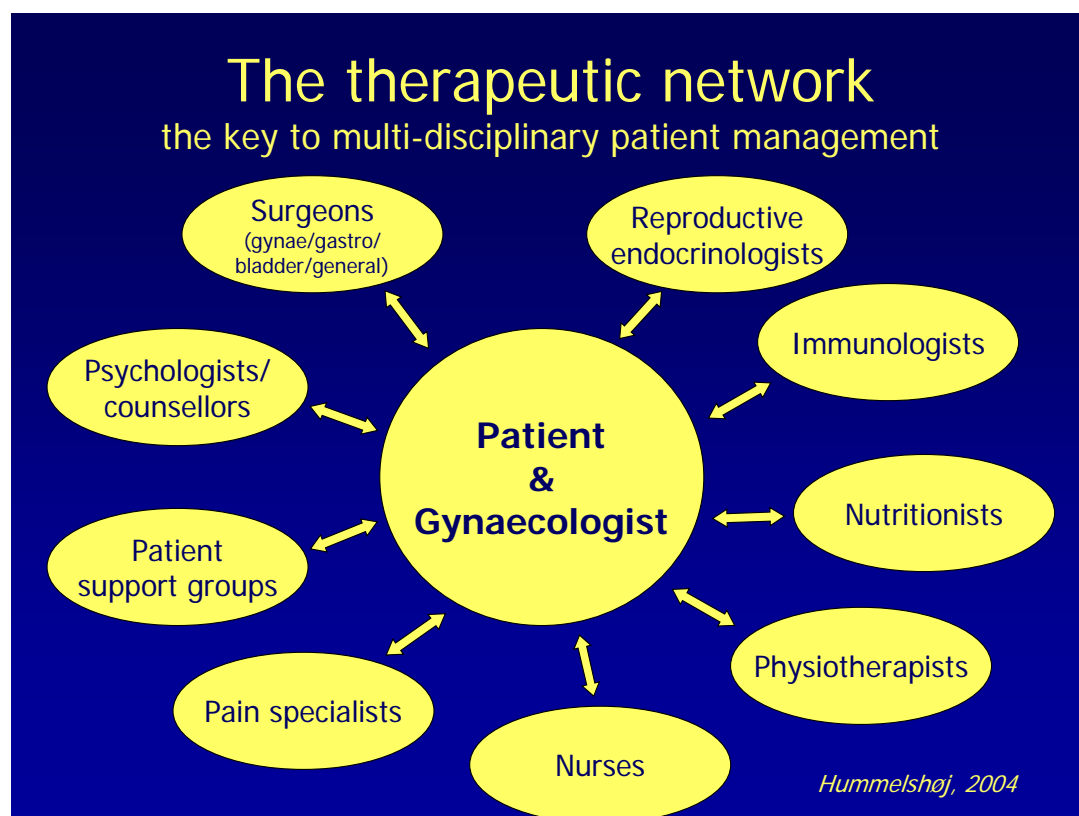 The therapeutic network
the key to multi-disciplinary patient management
Surgeons
(gynae/gastro/
bladder/general)
Reproductive
endocrinologists
Immunologists
Psychologists/
counsellors
Patient
&
Gynaecologist
Nutritionists
Patient
support groups
Physiotherapists
Pain specialists
Nurses
Hummelshøj, 2004